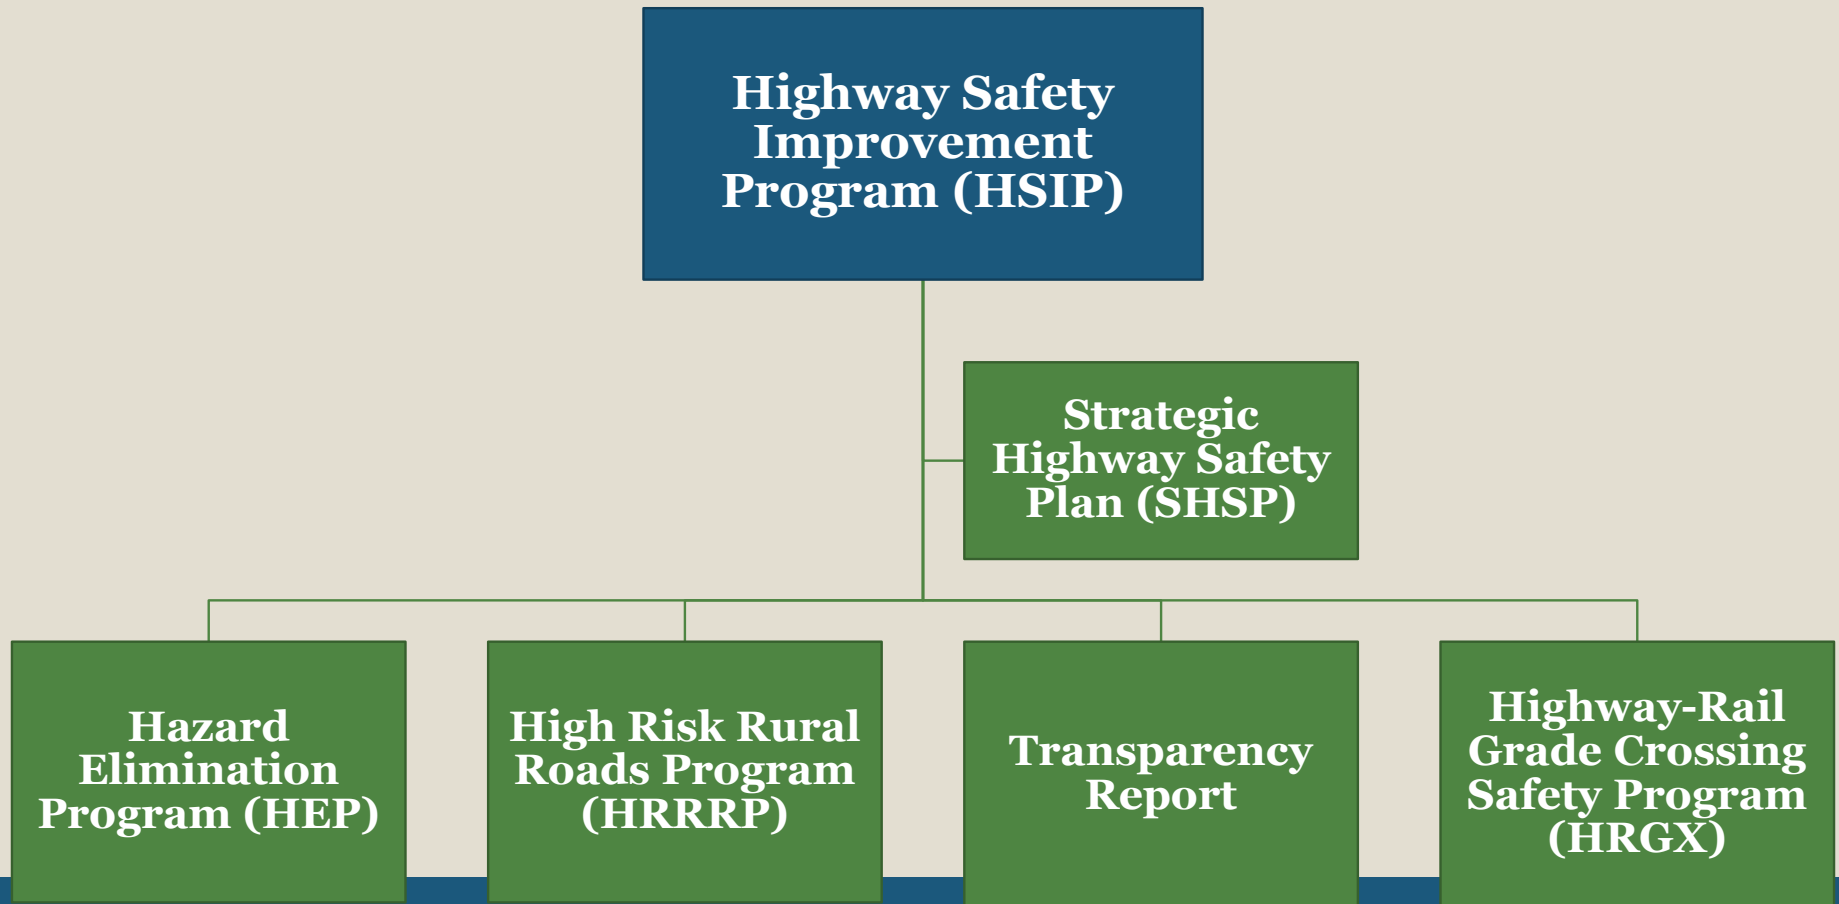 Highway Safety
Improvement
Program (HSIP)
Strategic
Highway Safety
Plan (SHSP)
Hazard
Elimination
Program (HEP)
High Risk Rural
Roads Program
(HRRRP)
Transparency
Report
Highway-Rail
Grade Crossing
Safety Program
(HRGX)